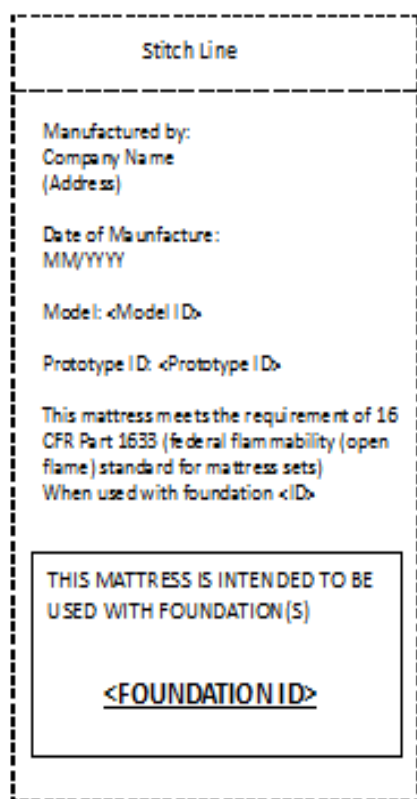 Stitch Line
Manufactured by:
Company Name
(Address)
Date of Maunfacture:
MM/YYYY
Model: <Model ID>
Prototype ID: <Prototype ID>
This mattress meets the requirement of 16
CFR Part 1633 (federal flammability (open
flame) standard for mattress sets)
When used with foundation <ID>
THIS MATTRESS IS INTENDED TO BE
USED WITH FOUNDATION(S)
<FOUNDATION ID>